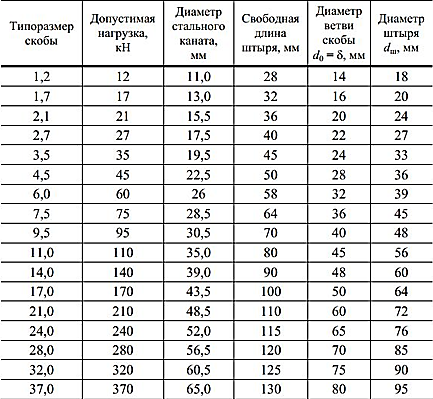 Типоразмер скобы | Допустимая нагрузка, кН | Диаметр стального каната, мм | Свободная длина штыря, мм | Диаметр ветви скобы d₀ = δ, мм | Диаметр штыря dш, мм
1,2 | 12 | 11,0 | 28 | 14 | 18
1,7 | 17 | 13,0 | 32 | 16 | 20
2,1 | 21 | 15,5 | 36 | 20 | 24
2,7 | 27 | 17,5 | 40 | 22 | 27
3,5 | 35 | 19,5 | 45 | 24 | 33
4,5 | 45 | 22,5 | 50 | 28 | 36
6,0 | 60 | 26 | 58 | 32 | 39
7,5 | 75 | 28,5 | 64 | 36 | 45
9,5 | 95 | 30,5 | 70 | 40 | 48
11,0 | 110 | 35,0 | 80 | 45 | 56
14,0 | 140 | 39,0 | 90 | 48 | 60
17,0 | 170 | 43,5 | 100 | 50 | 64
21,0 | 210 | 48,5 | 110 | 60 | 72
24,0 | 240 | 52,0 | 115 | 65 | 76
28,0 | 280 | 56,5 | 120 | 70 | 85
32,0 | 320 | 60,5 | 125 | 75 | 90
37,0 | 370 | 65,0 | 130 | 80 | 95